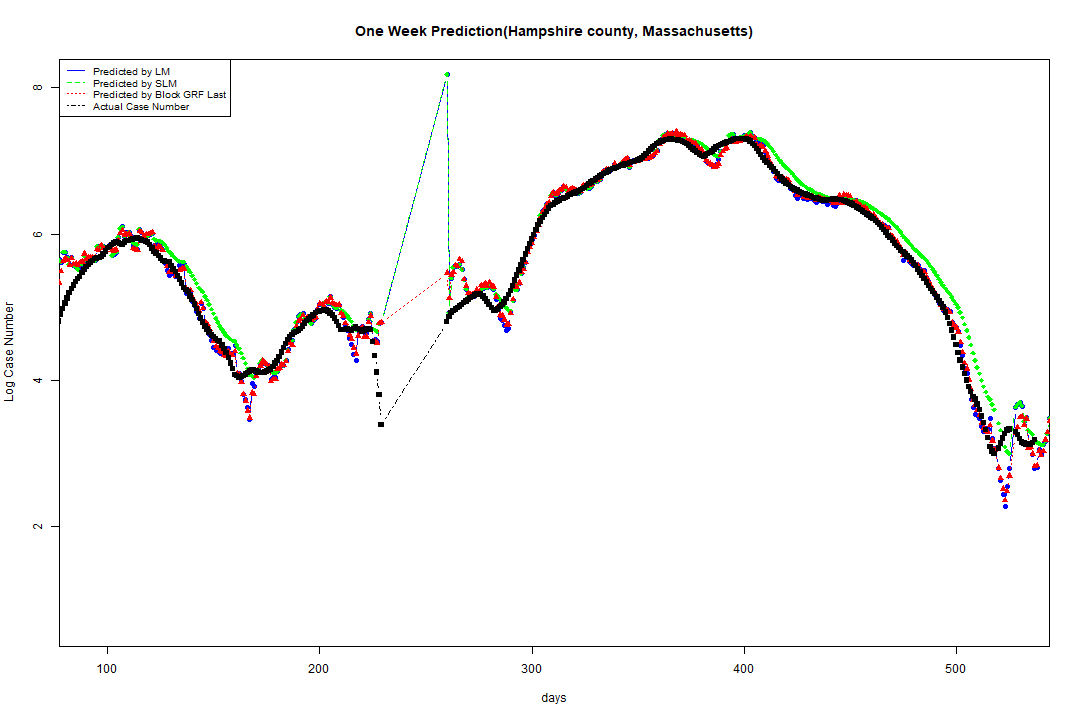 One Week Prediction(Hampshire county, Massachusetts)
Predicted by LM
Predicted by SLM
Predicted by Block GRF Last
Actual Case Number
8
6
4
2
Log Case Number
100 200 300 400 500
days